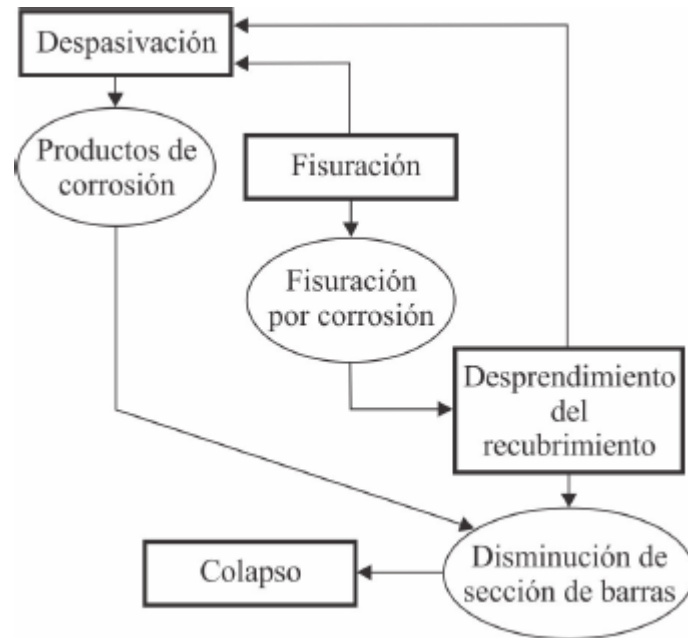 Despasivación
Productos de
corrosión
Fisuración
Fisuración
por corrosión
Desprendimiento
del
recubrimiento
Disminución de
sección de barras
Colapso